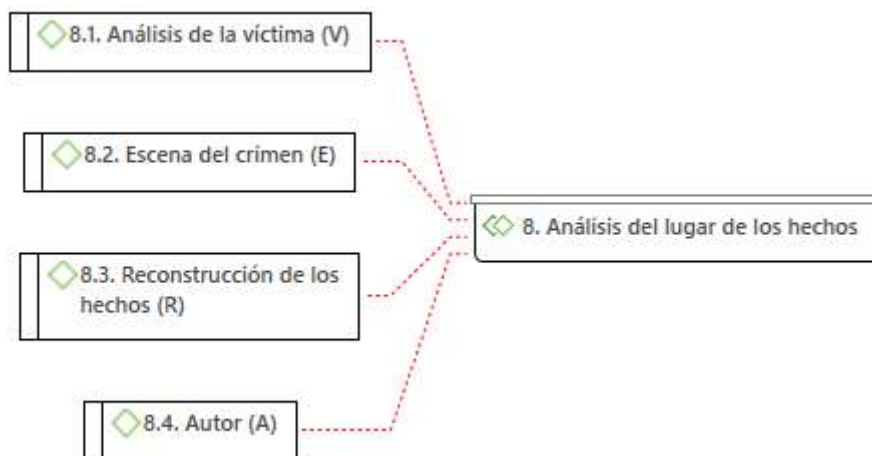 8.1. Análisis de la víctima (V)
8.2. Escena del crimen (E)
8.3. Reconstrucción de los
hechos (R)
8.4. Autor (A)
8. Análisis del lugar de los hechos